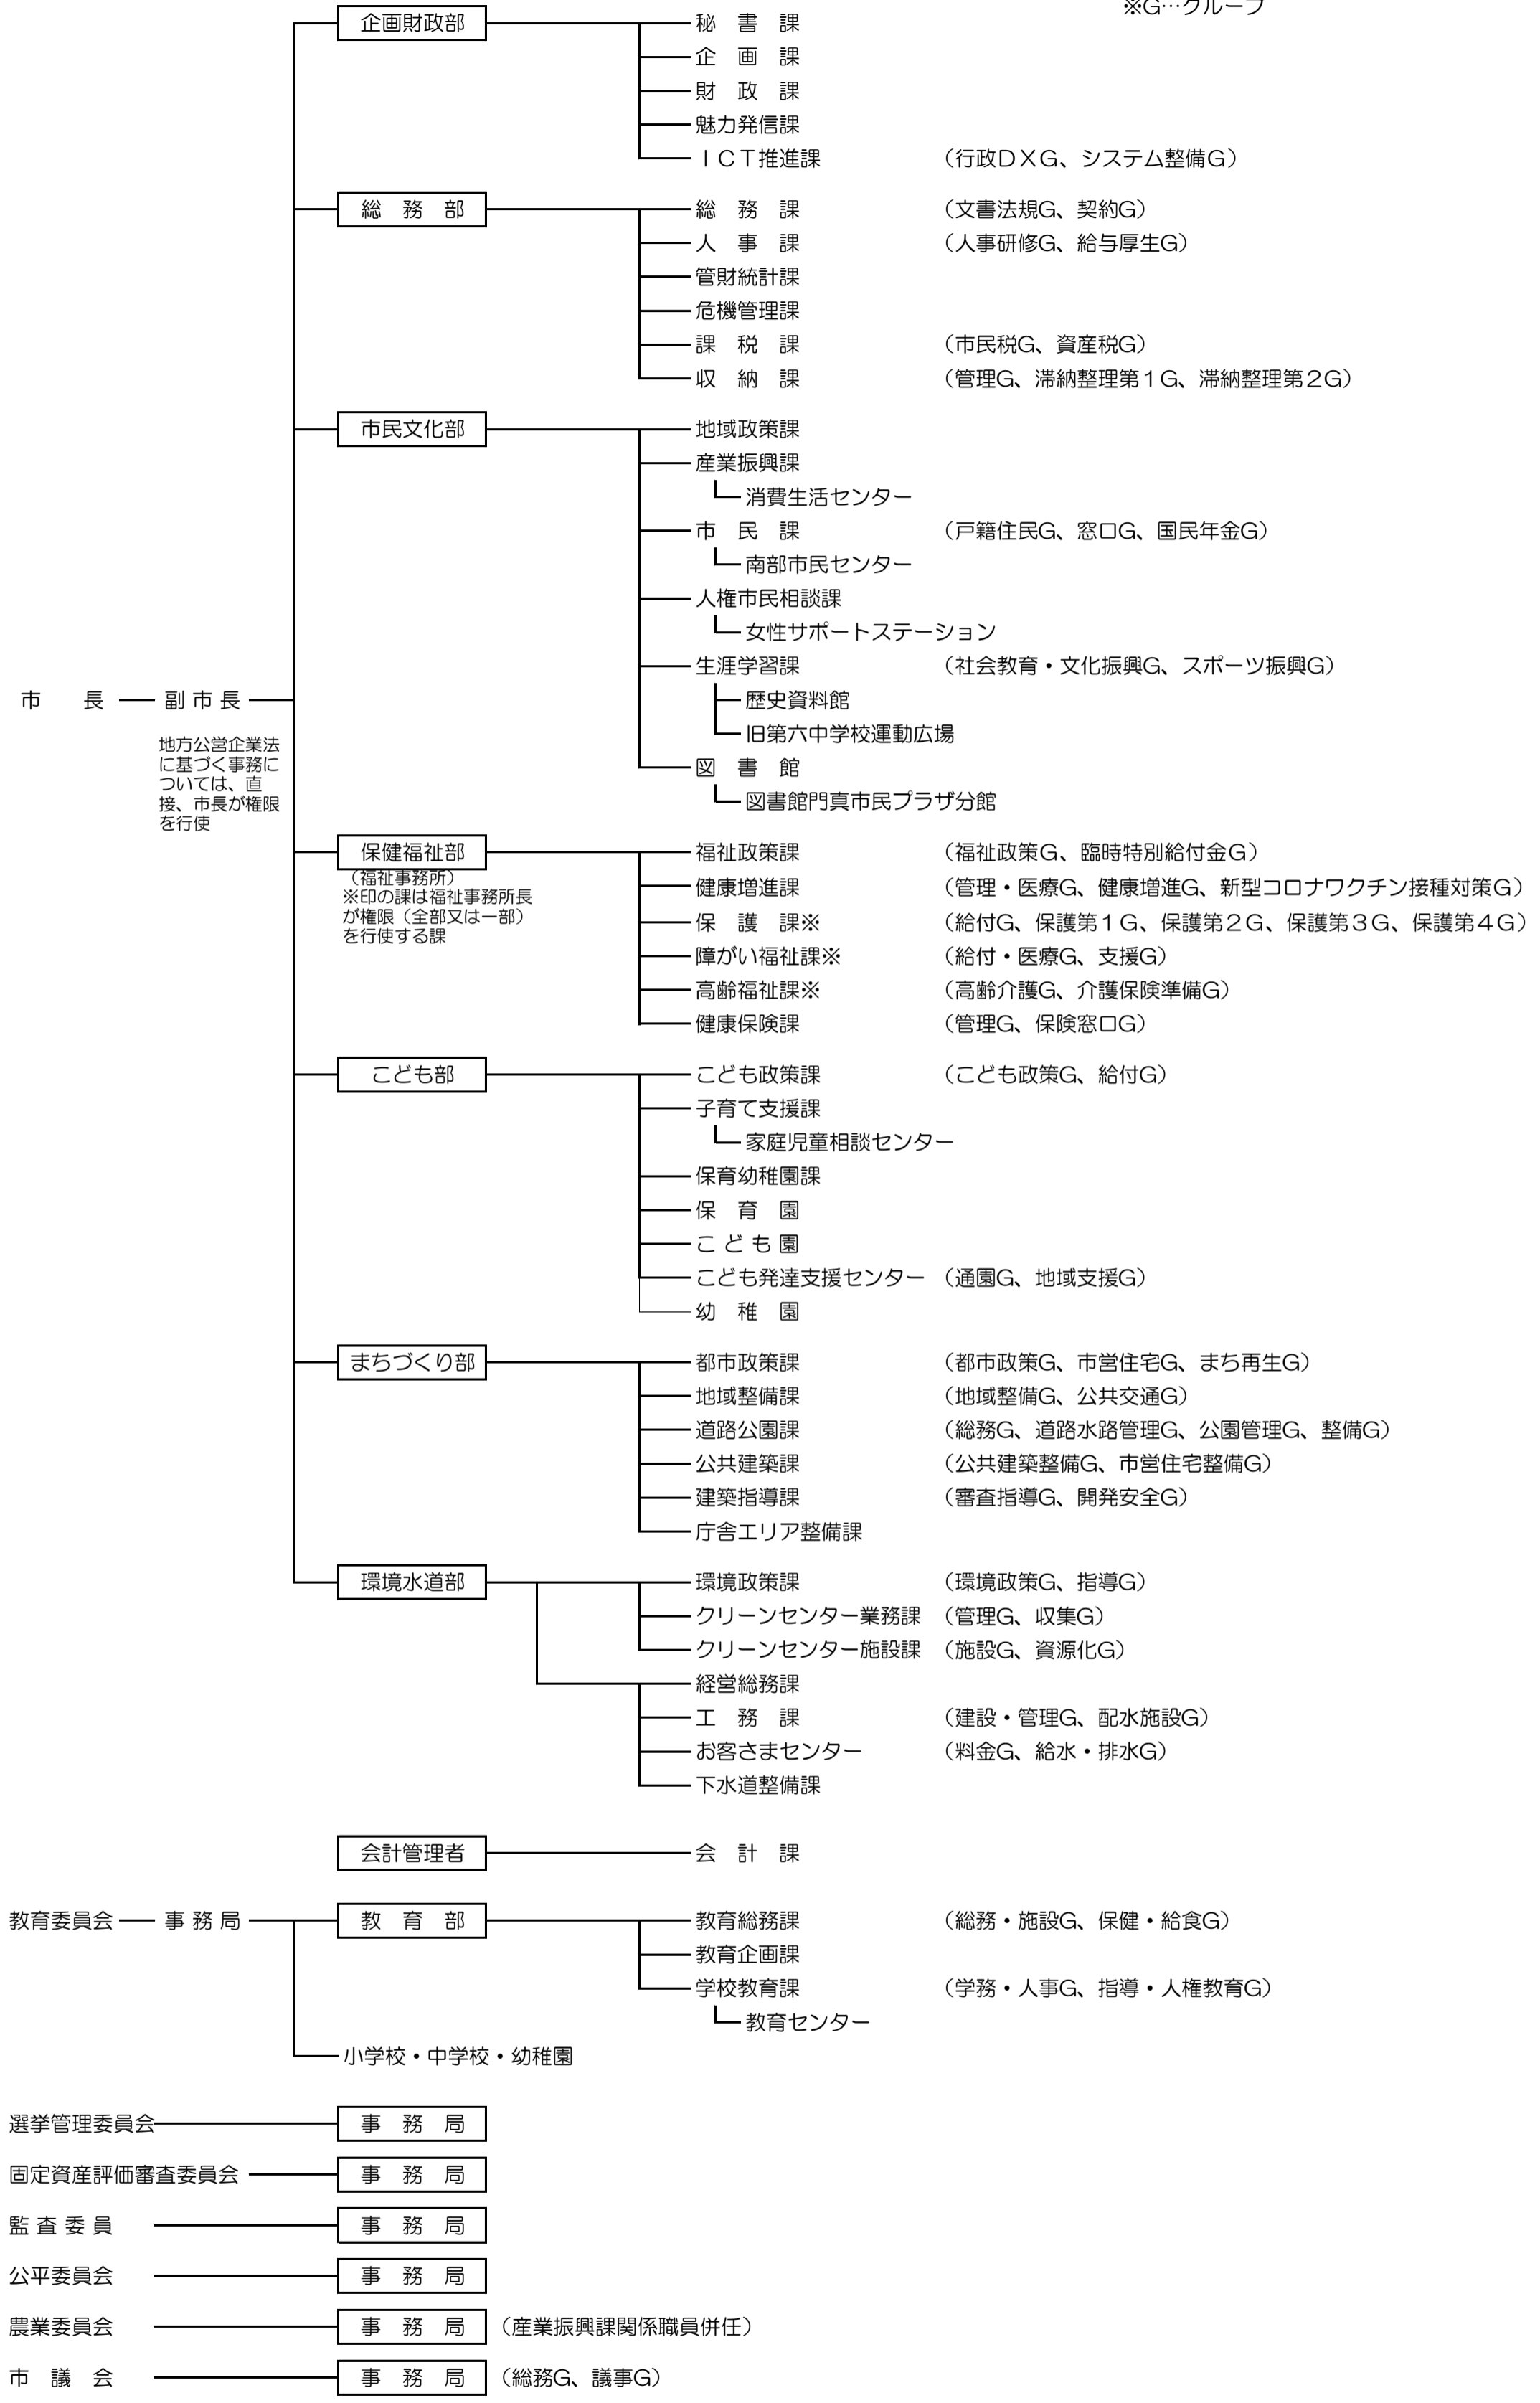 ※G…グループ
企画財政部 秘　書　課
企　画　課
財　政　課
魅力発信課
ＩＣＴ推進課 （行政ＤＸＧ、システム整備Ｇ）
総　務　部 総　務　課 （文書法規G、契約G）
人　事　課 （人事研修G、給与厚生G）
管財統計課
危機管理課
課　税　課 （市民税G、資産税G）
収　納　課 （管理G、滞納整理第１G、滞納整理第２G）
市民文化部 地域政策課
産業振興課
消費生活センター
市　民　課 （戸籍住民G、窓口G、国民年金G）
南部市民センター
人権市民相談課
女性サポートステーション
生涯学習課 （社会教育・文化振興G、スポーツ振興G）
市　　長 副 市 長 歴史資料館
旧第六中学校運動広場
地方公営企業法
に基づく事務に
ついては、直
接、市長が権限
を行使
図　書　館
図書館門真市民プラザ分館
保健福祉部 福祉政策課 （福祉政策Ｇ、臨時特別給付金Ｇ）
（福祉事務所）
※印の課は福祉事務所長
が権限（全部又は一部）
を行使する課
健康増進課 （管理・医療G、健康増進G、新型コロナワクチン接種対策Ｇ）
保　護　課※ （給付G、保護第１Ｇ、保護第２Ｇ、保護第３Ｇ、保護第４Ｇ）
障がい福祉課※ （給付・医療G、支援G）
高齢福祉課※ （高齢介護G、介護保険準備G）
健康保険課 （管理G、保険窓口G）
こども部 こども政策課 （こども政策G、給付G）
子育て支援課
家庭児童相談センター
保育幼稚園課
保　育　園
こ ど も 園
こども発達支援センター （通園G、地域支援G）
幼　稚　園
まちづくり部 都市政策課 （都市政策G、市営住宅G、まち再生G）
地域整備課 （地域整備G、公共交通G）
道路公園課 （総務G、道路水路管理G、公園管理G、整備G）
公共建築課 （公共建築整備G、市営住宅整備G）
建築指導課 （審査指導G、開発安全G）
庁舎エリア整備課
環境水道部 環境政策課 （環境政策G、指導G）
クリーンセンター業務課 （管理G、収集G）
クリーンセンター施設課 （施設G、資源化G）
経営総務課
工　務　課 （建設・管理G、配水施設G）
お客さまセンター （料金G、給水・排水G）
下水道整備課
会計管理者 会　計　課
教育委員会 事 務 局 教　育　部 教育総務課 （総務・施設G、保健・給食G）
教育企画課
学校教育課 （学務・人事G、指導・人権教育G）
教育センター
小学校・中学校・幼稚園
選挙管理委員会 事　務　局
固定資産評価審査委員会 事　務　局
監 査 委 員 事　務　局
公平委員会 事　務　局
農業委員会 事　務　局 （産業振興課関係職員併任）
市　議　会 事　務　局 （総務G、議事G）